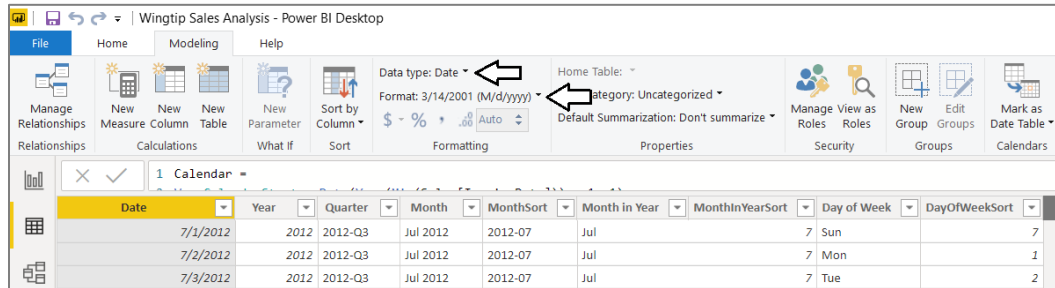 Wingtip Sales Analysis - Power BI Desktop
File Home Modeling Help
Manage Relationships
New Measure
New Column
New Table
New Parameter
Sort by Column
Data type: Date
Format: 3/14/2001 (M/d/yyyy)
$ % , .00 Auto
Home Table:
ategory: Uncategorized
Default Summarization: Don't summarize
Manage Roles
View as Roles
New Group
Edit Groups
Mark as Date Table
Relationships Calculations What If Sort Formatting Properties Security Groups Calendars
1 Calendar =
Date Year Quarter Month MonthSort Month in Year MonthInYearSort Day of Week DayOfWeekSort
7/1/2012 2012 2012-Q3 Jul 2012 2012-07 Jul 7 Sun 7
7/2/2012 2012 2012-Q3 Jul 2012 2012-07 Jul 7 Mon 1
7/3/2012 2012 2012-Q3 Jul 2012 2012-07 Jul 7 Tue 2